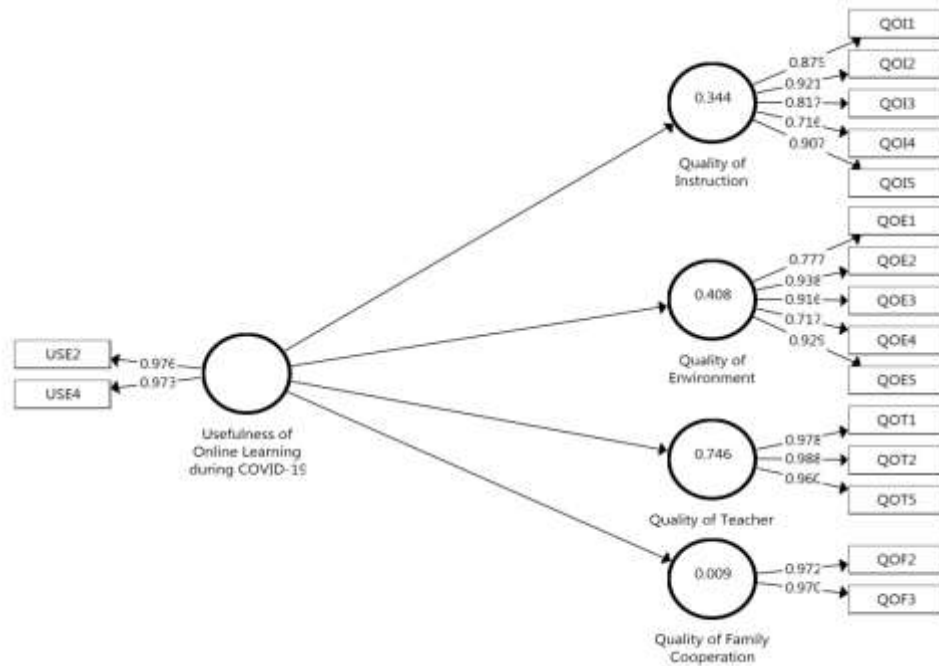 USE2
USE4
0.976
0.973
Usefulness of
Online Learning
during COVID-19
0.344
Quality of
Instruction
0.875
0.921
0.817
0.716
0.907
QOI1
QOI2
QOI3
QOI4
QOI5
0.408
Quality of
Environment
0.777
0.938
0.916
0.717
0.929
QOE1
QOE2
QOE3
QOE4
QOE5
0.746
Quality of Teacher
0.978
0.988
0.960
QOT1
QOT2
QOT5
0.009
Quality of Family
Cooperation
0.972
0.970
QOF2
QOF3